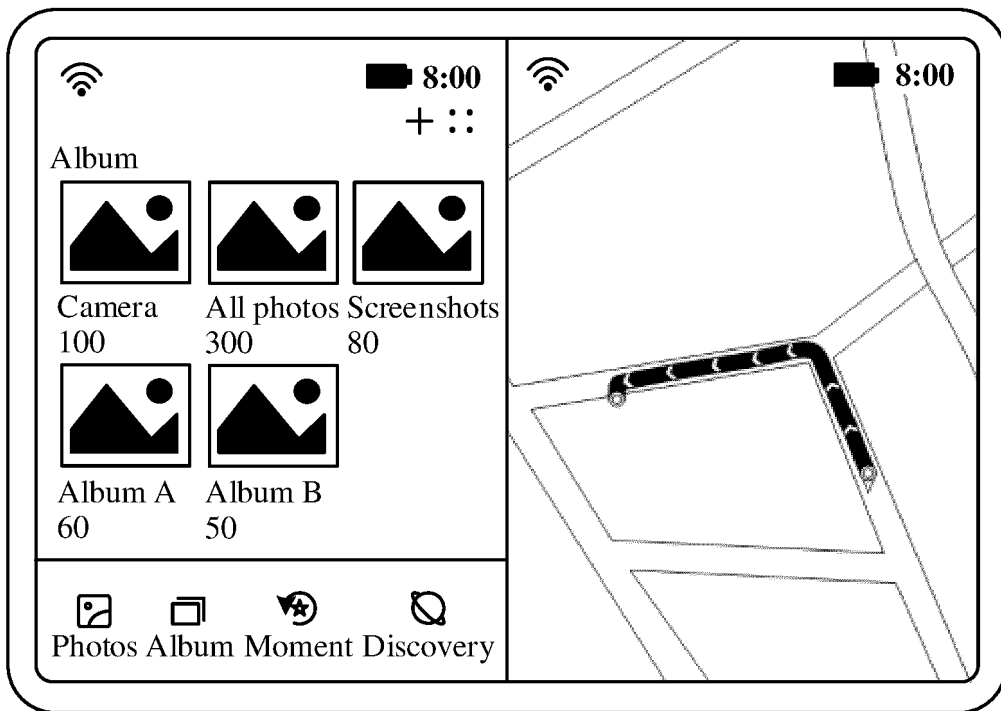 8:00
Album
Camera All photos Screenshots
100 300 80
Album A Album B
60 50
Photos Album Moment Discovery
8:00